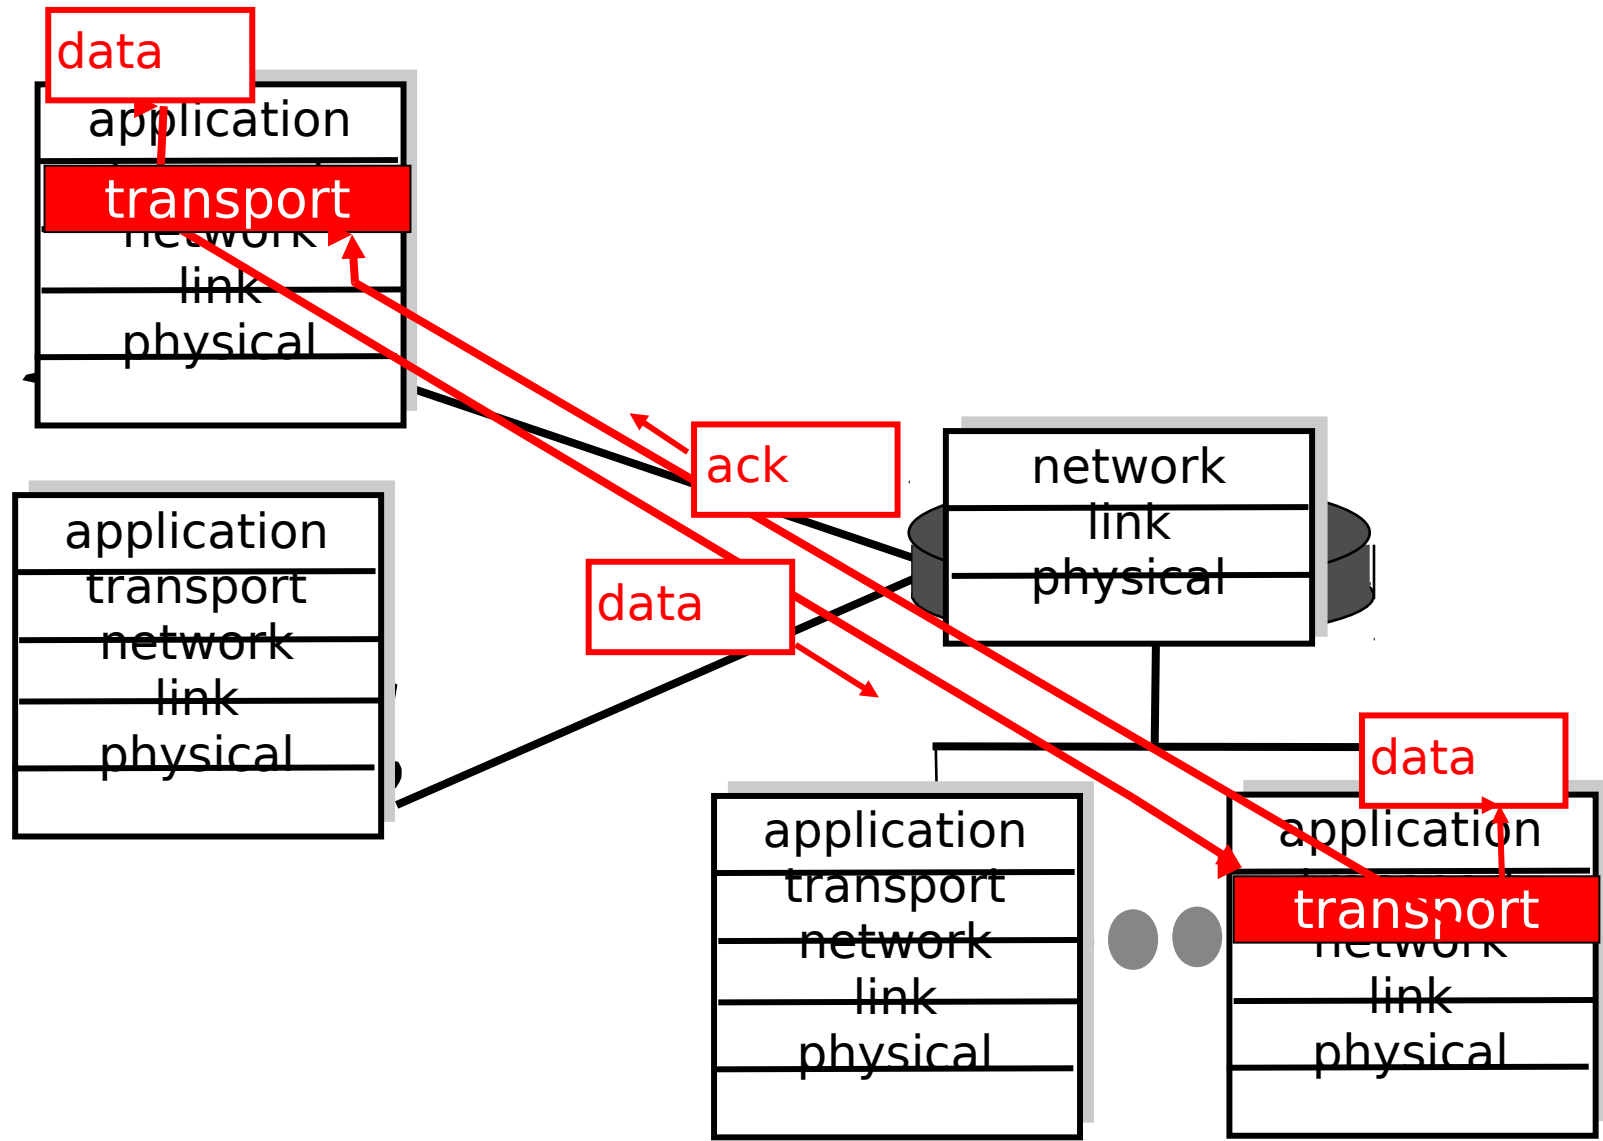 data
application
transport
network
link
physical
ack
network
link
physical
application
transport
network
link
physical
data
data
application
transport
network
link
physical
application
transport
network
link
physical